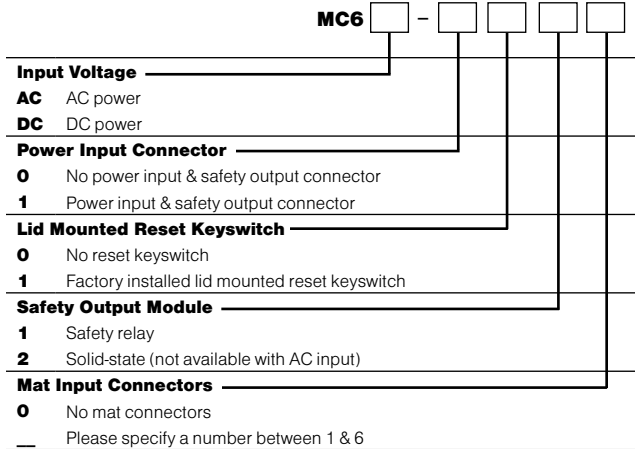 MC6 –
Input Voltage
AC AC power
DC DC power
Power Input Connector
0 No power input & safety output connector
1 Power input & safety output connector
Lid Mounted Reset Keyswitch
0 No reset keyswitch
1 Factory installed lid mounted reset keyswitch
Safety Output Module
1 Safety relay
2 Solid-state (not available with AC input)
Mat Input Connectors
0 No mat connectors
__ Please specify a number between 1 & 6